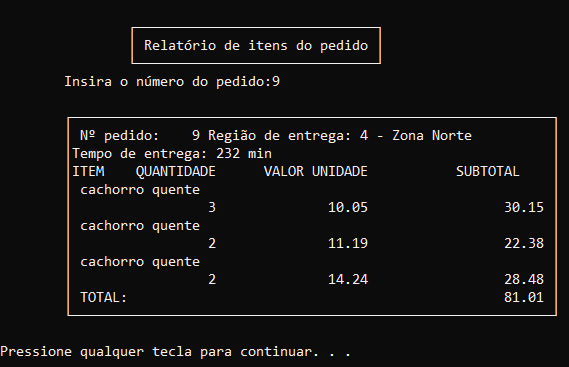 Relatório de itens do pedido
Insira o número do pedido:9
Nº pedido: 9 Região de entrega: 4 - Zona Norte
Tempo de entrega: 232 min
ITEM QUANTIDADE VALOR UNIDADE SUBTOTAL
cachorro quente
3 10.05 30.15
cachorro quente
2 11.19 22.38
cachorro quente
2 14.24 28.48
TOTAL: 81.01
Pressione qualquer tecla para continuar. . .